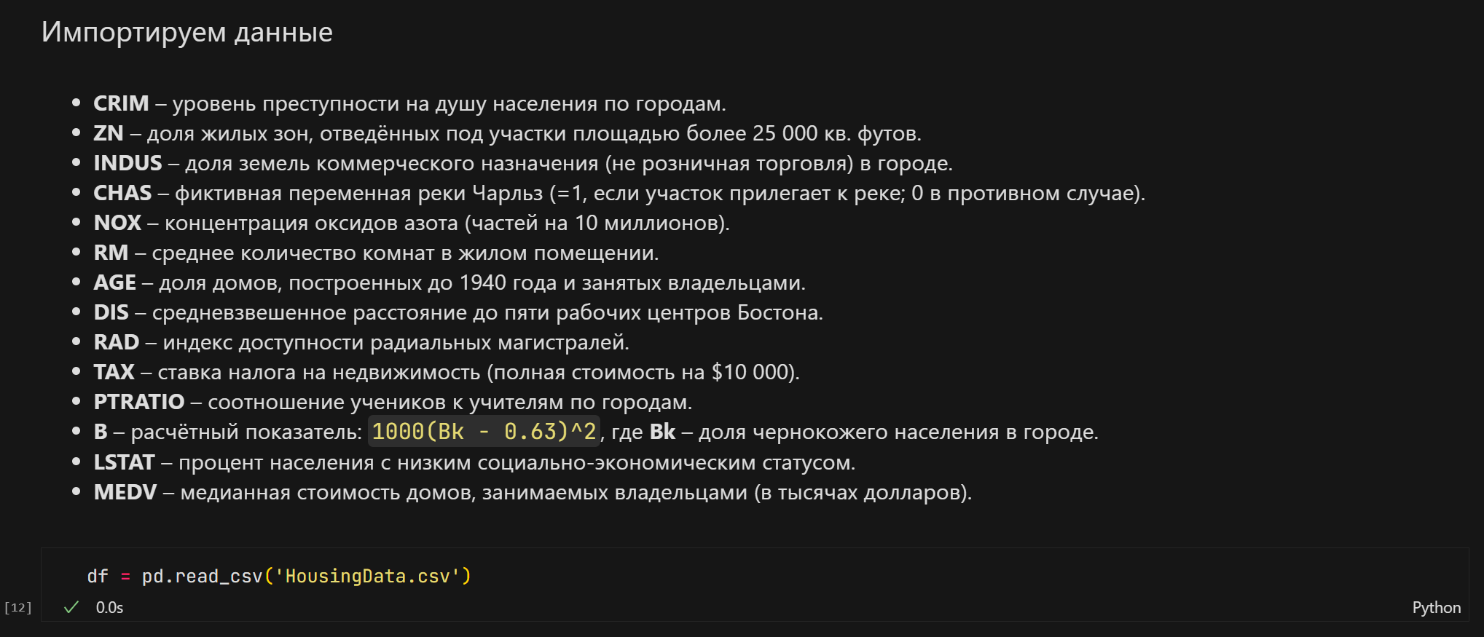 Импортируем данные
• CRIM – уровень преступности на душу населения по городам.
• ZN – доля жилых зон, отведённых под участки площадью более 25 000 кв. футов.
• INDUS – доля земель коммерческого назначения (не розничная торговля) в городе.
• CHAS – фиктивная переменная реки Чарльз (=1, если участок прилегает к реке; 0 в противном случае).
• NOX – концентрация оксидов азота (частей на 10 миллионов).
• RM – среднее количество комнат в жилом помещении.
• AGE – доля домов, построенных до 1940 года и занятых владельцами.
• DIS – средневзвешенное расстояние до пяти рабочих центров Бостона.
• RAD – индекс доступности радиальных магистралей.
• TAX – ставка налога на недвижимость (полная стоимость на $10 000).
• PTRATIO – соотношение учеников к учителям по городам.
• B – расчётный показатель: 1000(Bk - 0.63)^2, где Bk – доля чернокожего населения в городе.
• LSTAT – процент населения с низким социально-экономическим статусом.
• MEDV – медианная стоимость домов, занимаемых владельцами (в тысячах долларов).
df = pd.read_csv('HousingData.csv')
[12] ✓ 0.0s Python